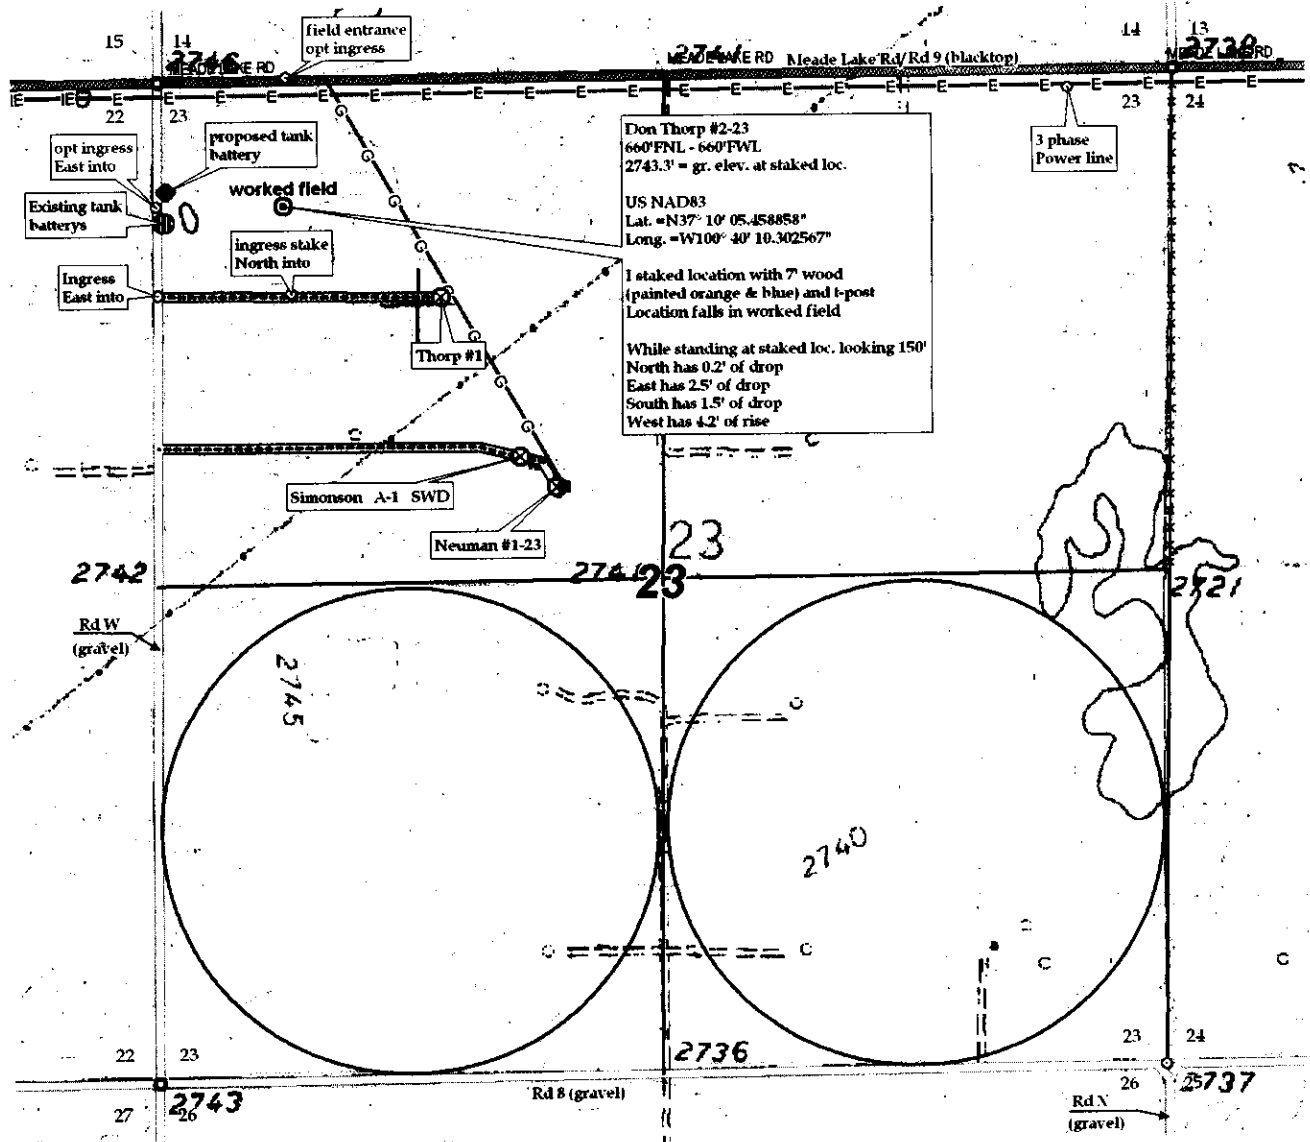 field entrance
opt ingress
15
14
2746
MEADE LAKE RD
MEADE LAKE RD
Meade Lake Rd/Rd 9 (blacktop)
14
13
2739
E E E E E E E E E E E E E E E E E E E E E E E
22
23
23
24
opt ingress
East into
proposed tank
battery
worked field
Existing tank
batterys
ingress stake
North into
Ingress
East into
Thorp #1
Don Thorp #2-23
660'FNL - 660'FWL
2743.3' = gr. elev. at staked loc.
US NAD83
Lat. =N37° 10' 05.458858"
Long. =W100° 40' 10.302567"
I staked location with 7' wood
(painted orange & blue) and t-post
Location falls in worked field
While standing at staked loc. looking 150'
North has 0.2' of drop
East has 2.5' of drop
South has 1.5' of drop
West has 4.2' of rise
3 phase
Power line
Simonson A-1 SWD
Neuman #1-23
23
2742
2741
23
2721
Rd W
(gravel)
2745
2740
22
23
2736
23
24
2743
Rd 8 (gravel)
26
25
2737
27
26
Rd X
(gravel)